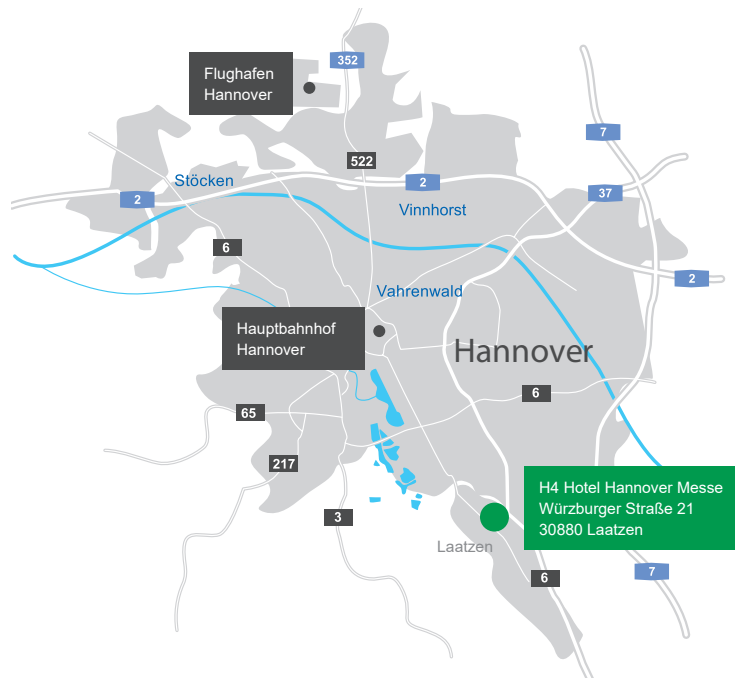 352
Flughafen
Hannover
7
522
Stöcken
2
2
37
Vinnhorst
6
2
Vahrenwald
Hauptbahnhof
Hannover
Hannover
6
65
217
H4 Hotel Hannover Messe
Würzburger Straße 21
30880 Laatzen
3
Laatzen
6
7